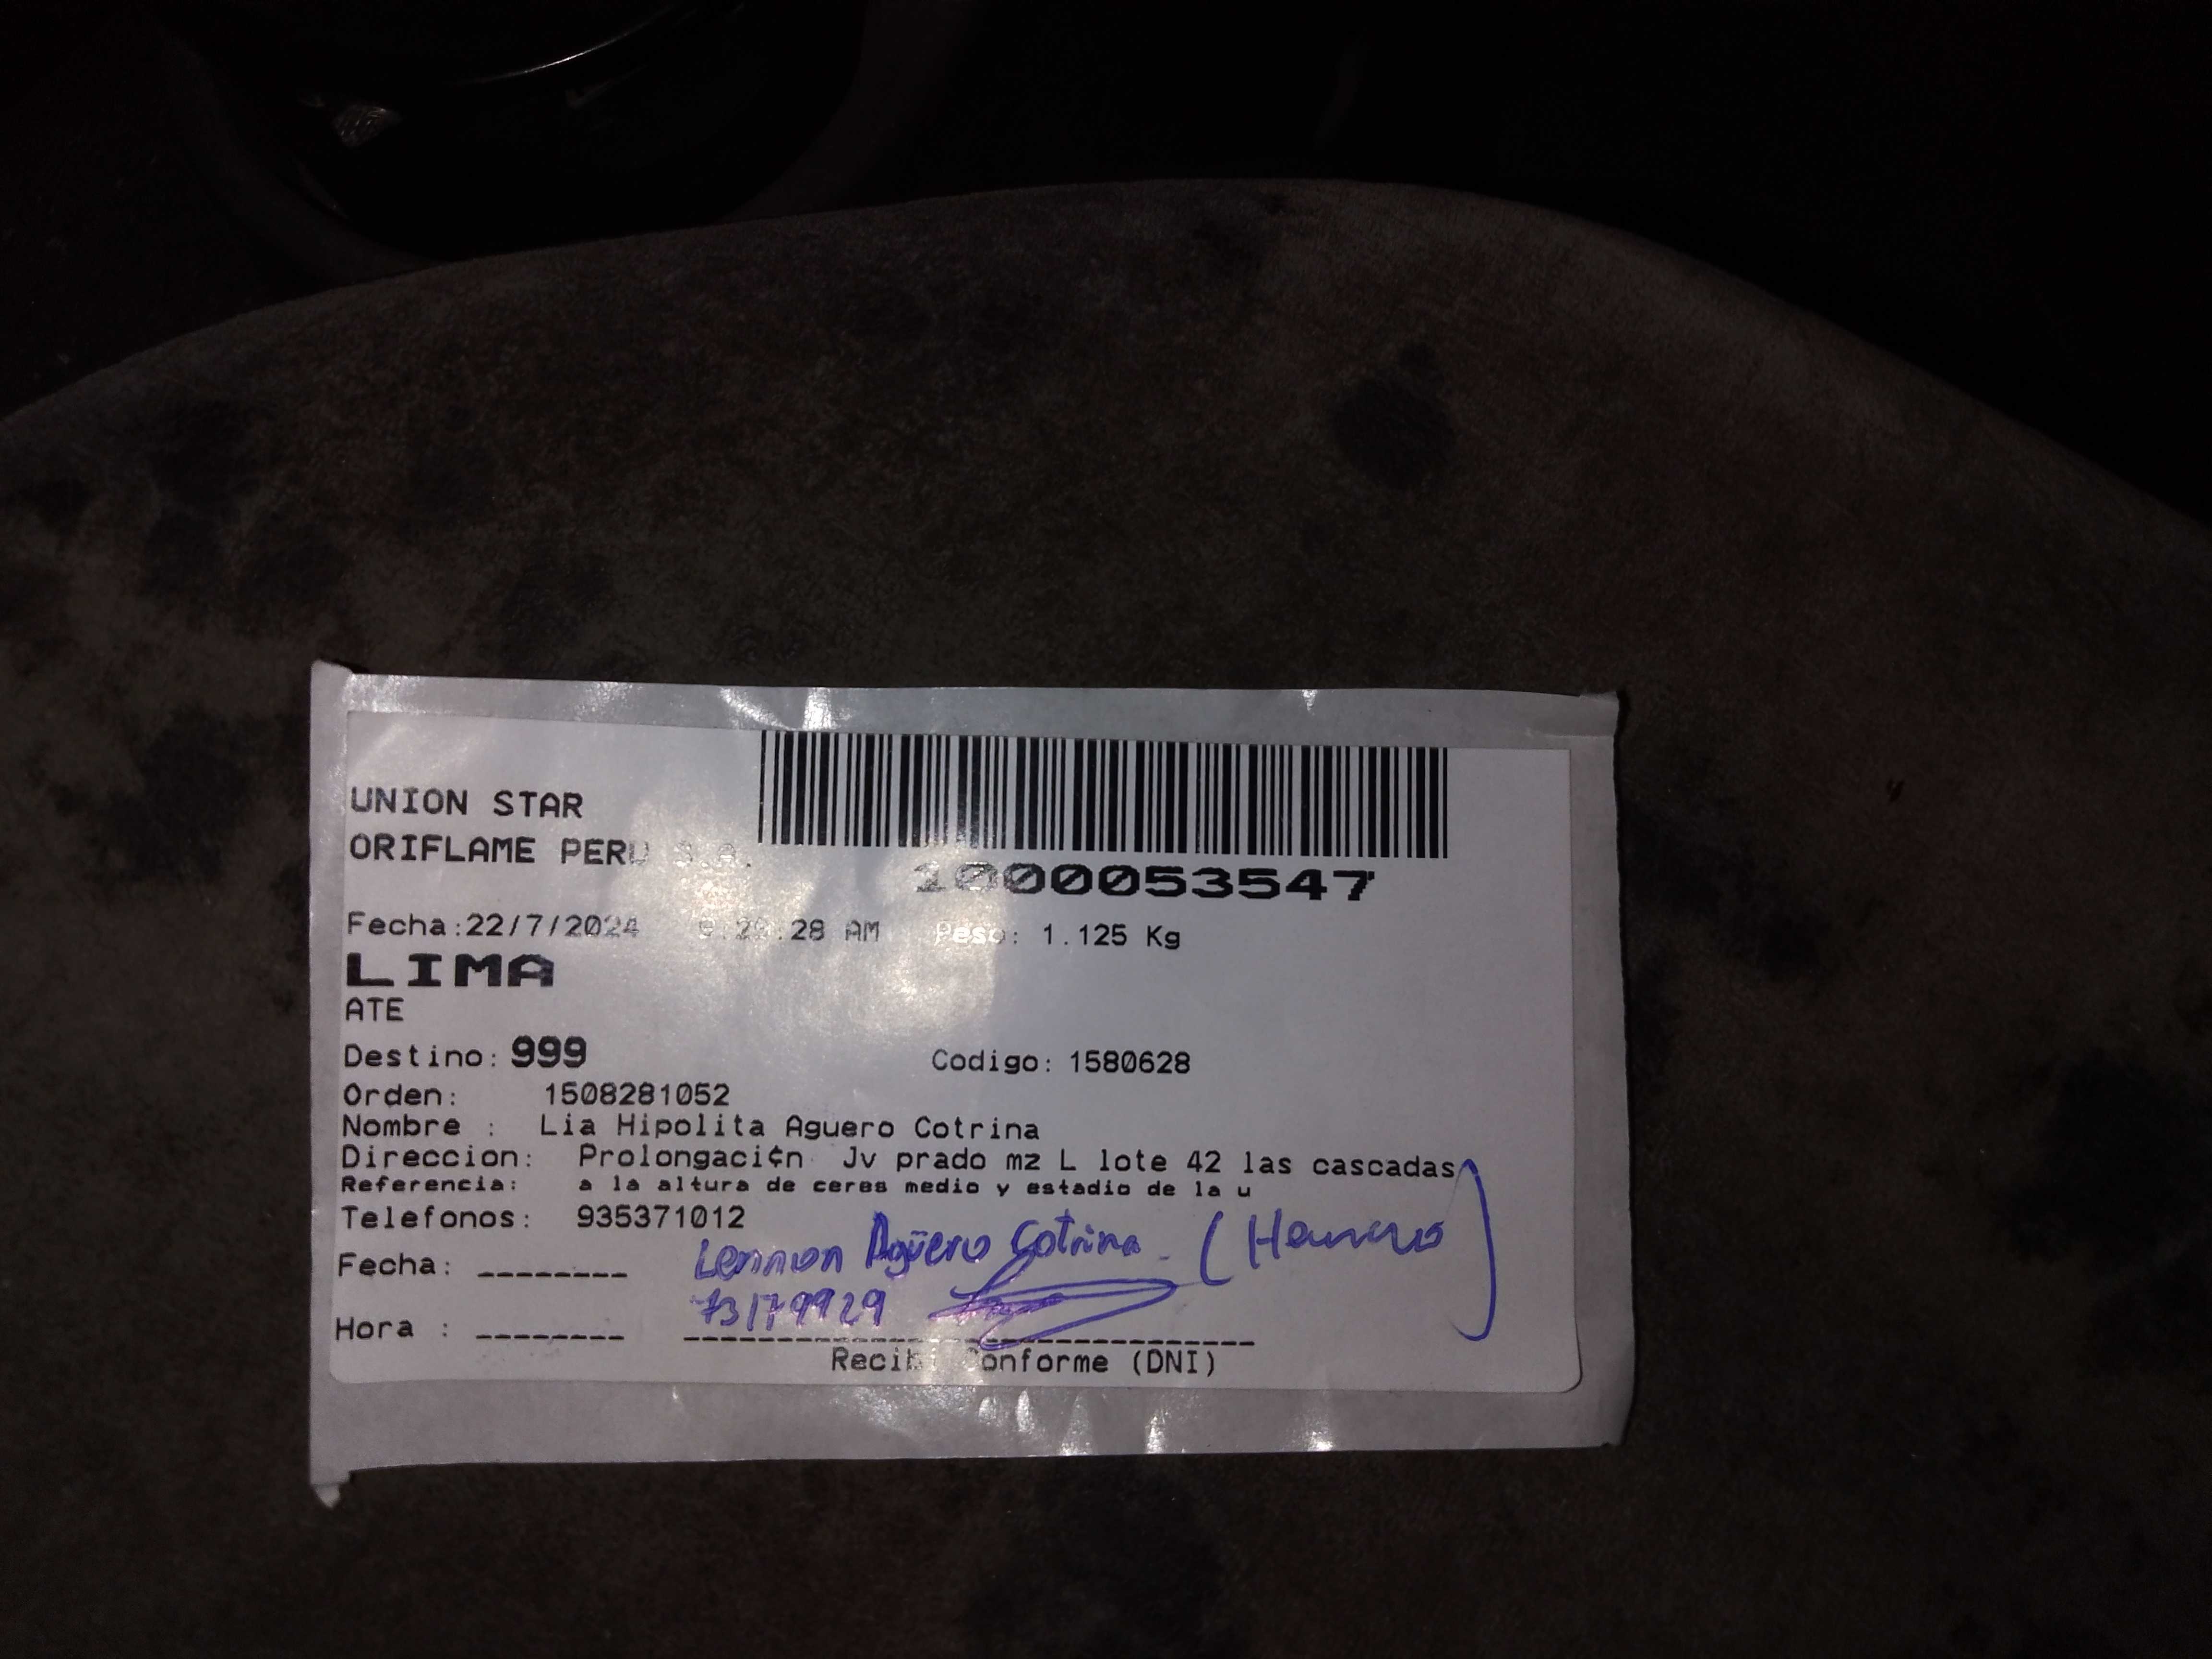 UNION STAR
ORIFLAME PERU S.A.
1000053547
Fecha:22/7/2024 28 AM Peso: 1.125 Kg
LIMA
ATE
Destino: 999 Codigo: 1580628
Orden: 1508281052
Nombre : Lia Hipolita Aguero Cotrina
Direccion: Prolongaci¢n Jv prado mz L lote 42 las cascadas
Referencia: a la altura de ceres medio y estadio de la u
Telefonos: 935371012
Lennon Agüero Cotrina (Hermano)
Fecha: ________
73179929
Hora : ________
Conforme (DNI)